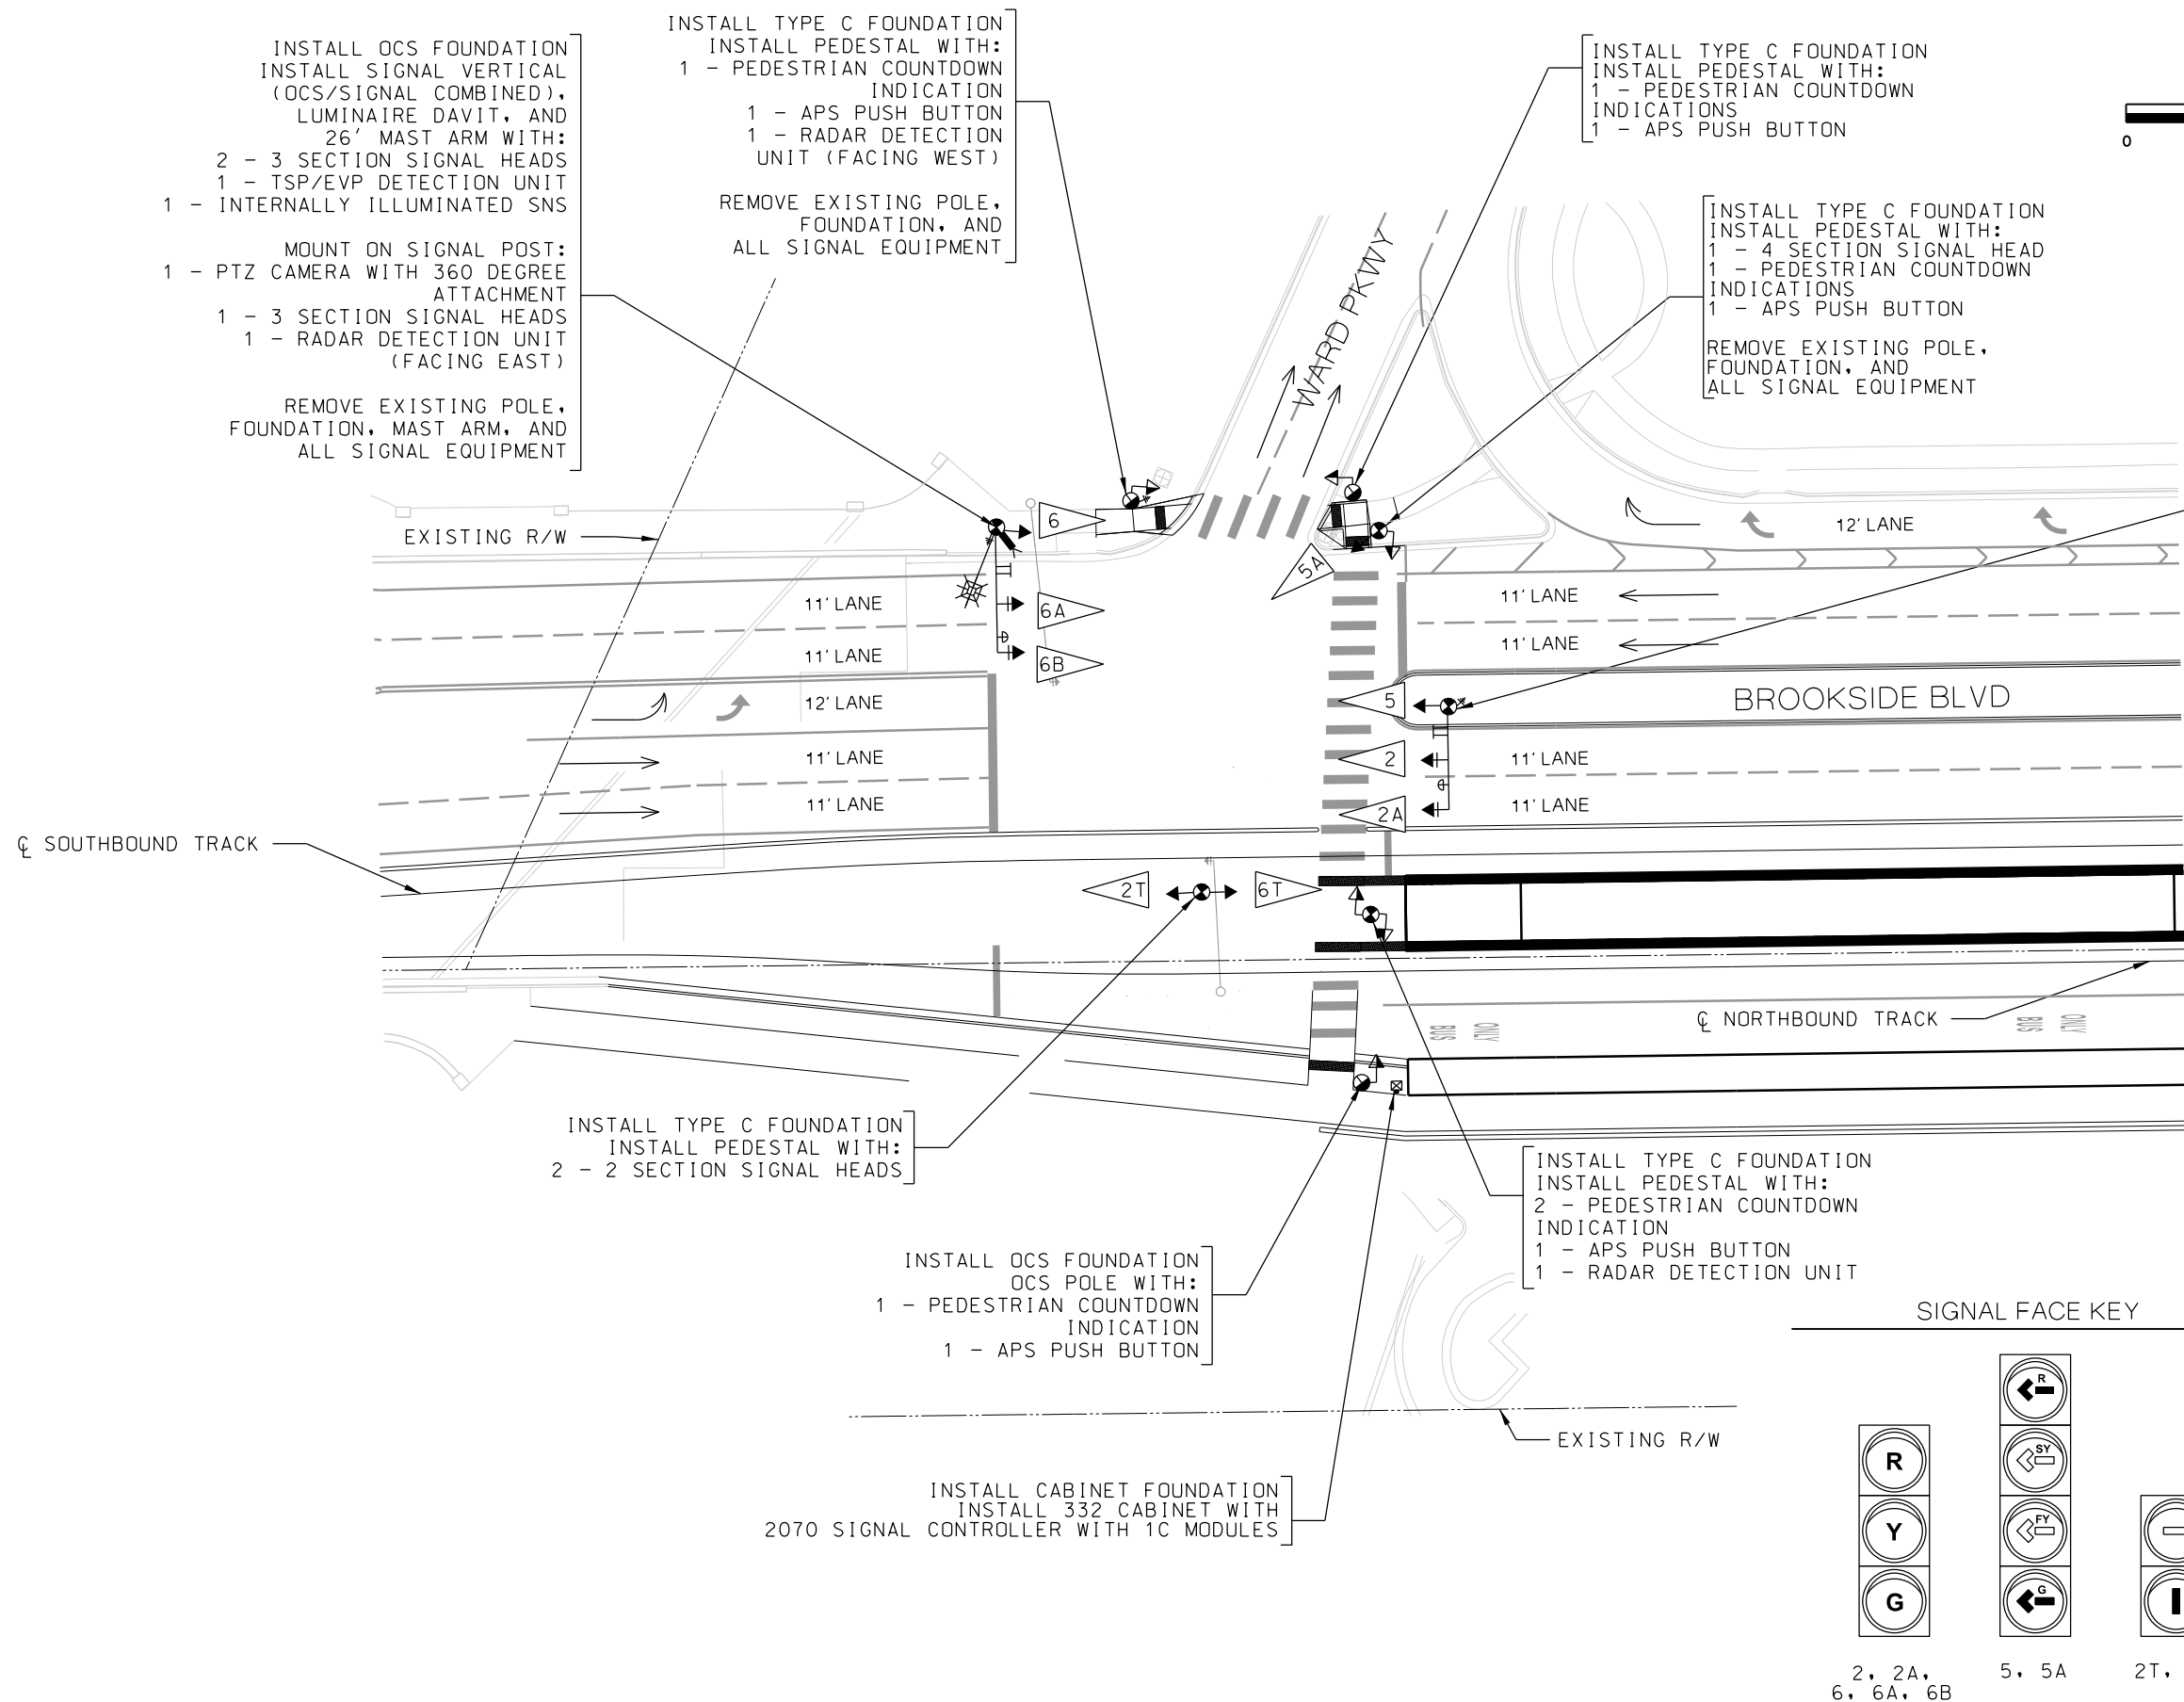 INSTALL OCS FOUNDATION
INSTALL SIGNAL VERTICAL
(OCS/SIGNAL COMBINED),
LUMINAIRE DAVIT, AND
26' MAST ARM WITH:
2 - 3 SECTION SIGNAL HEADS
1 - TSP/EVP DETECTION UNIT
1 - INTERNALLY ILLUMINATED SNS
MOUNT ON SIGNAL POST:
1 - PTZ CAMERA WITH 360 DEGREE
ATTACHMENT
1 - 3 SECTION SIGNAL HEADS
1 - RADAR DETECTION UNIT
(FACING EAST)
REMOVE EXISTING POLE,
FOUNDATION, MAST ARM, AND
ALL SIGNAL EQUIPMENT
INSTALL TYPE C FOUNDATION
INSTALL PEDESTAL WITH:
1 - PEDESTRIAN COUNTDOWN
INDICATION
1 - APS PUSH BUTTON
1 - RADAR DETECTION
UNIT (FACING WEST)
REMOVE EXISTING POLE,
FOUNDATION, AND
ALL SIGNAL EQUIPMENT
INSTALL TYPE C FOUNDATION
INSTALL PEDESTAL WITH:
1 - PEDESTRIAN COUNTDOWN
INDICATIONS
1 - APS PUSH BUTTON
0
INSTALL TYPE C FOUNDATION
INSTALL PEDESTAL WITH:
1 - 4 SECTION SIGNAL HEAD
1 - PEDESTRIAN COUNTDOWN
INDICATIONS
1 - APS PUSH BUTTON
REMOVE EXISTING POLE,
FOUNDATION, AND
ALL SIGNAL EQUIPMENT
WARD PKWY
EXISTING R/W
6
5A
12' LANE
11' LANE
6A
11' LANE
11' LANE
6B
11' LANE
12' LANE
5
BROOKSIDE BLVD
11' LANE
2
11' LANE
11' LANE
2A
11' LANE
℄ SOUTHBOUND TRACK
2T
6T
℄ NORTHBOUND TRACK
BUS
ONLY
BUS
ONLY
INSTALL TYPE C FOUNDATION
INSTALL PEDESTAL WITH:
2 - 2 SECTION SIGNAL HEADS
INSTALL TYPE C FOUNDATION
INSTALL PEDESTAL WITH:
2 - PEDESTRIAN COUNTDOWN
INDICATION
1 - APS PUSH BUTTON
1 - RADAR DETECTION UNIT
INSTALL OCS FOUNDATION
OCS POLE WITH:
1 - PEDESTRIAN COUNTDOWN
INDICATION
1 - APS PUSH BUTTON
EXISTING R/W
INSTALL CABINET FOUNDATION
INSTALL 332 CABINET WITH
2070 SIGNAL CONTROLLER WITH 1C MODULES
SIGNAL FACE KEY
R
Y
G
R
SY
FY
G
2, 2A,
6, 6A, 6B
5, 5A
2T,